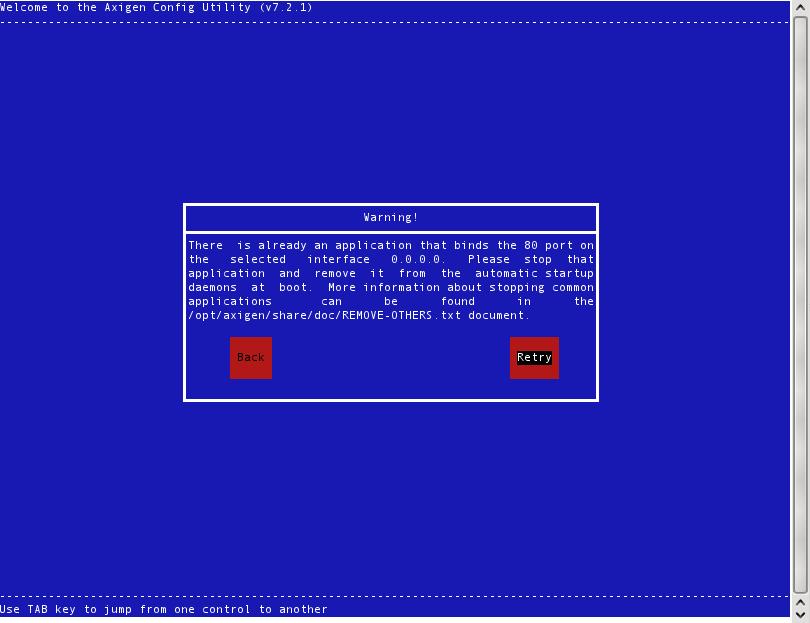 Welcome to the Axigen Config Utility (v7.2.1)
Warning!
There is already an application that binds the 80 port on
the selected interface 0.0.0.0. Please stop that
application and remove it from the automatic startup
daemons at boot. More information about stopping common
applications can be found in the
/opt/axigen/share/doc/REMOVE-OTHERS.txt document.
Back Retry
Use TAB key to jump from one control to another